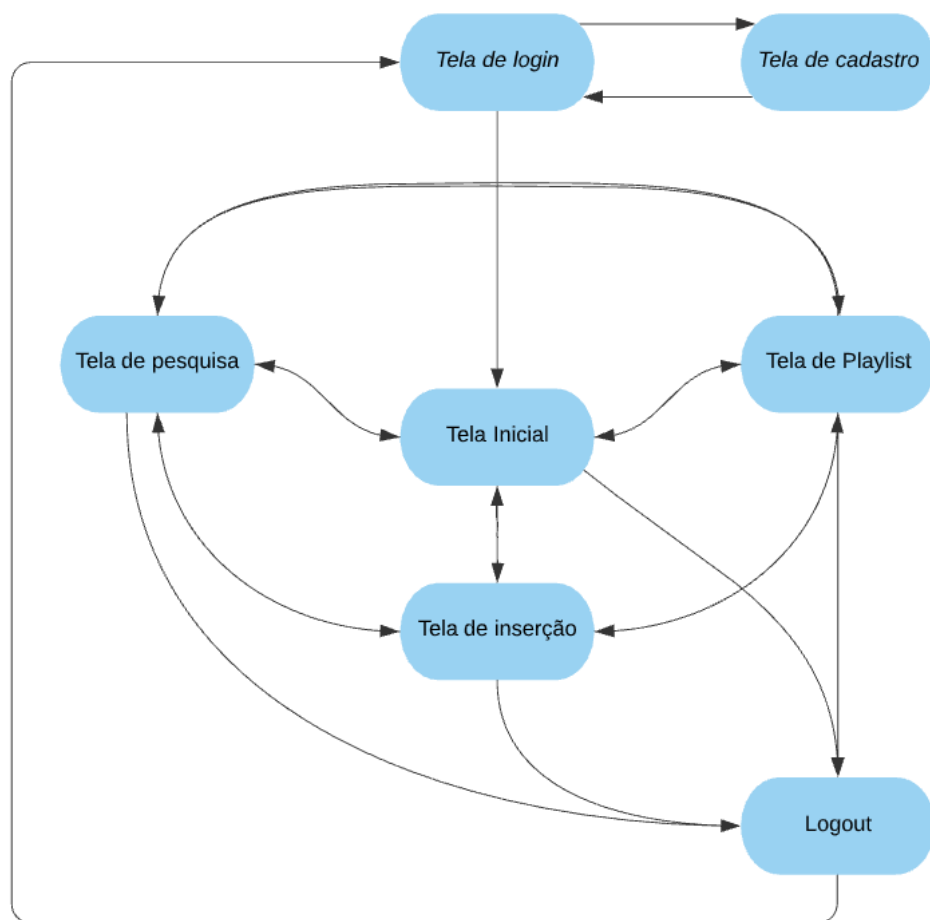 Tela de login
Tela de cadastro
Tela de pesquisa
Tela de Playlist
Tela Inicial
Tela de inserção
Logout